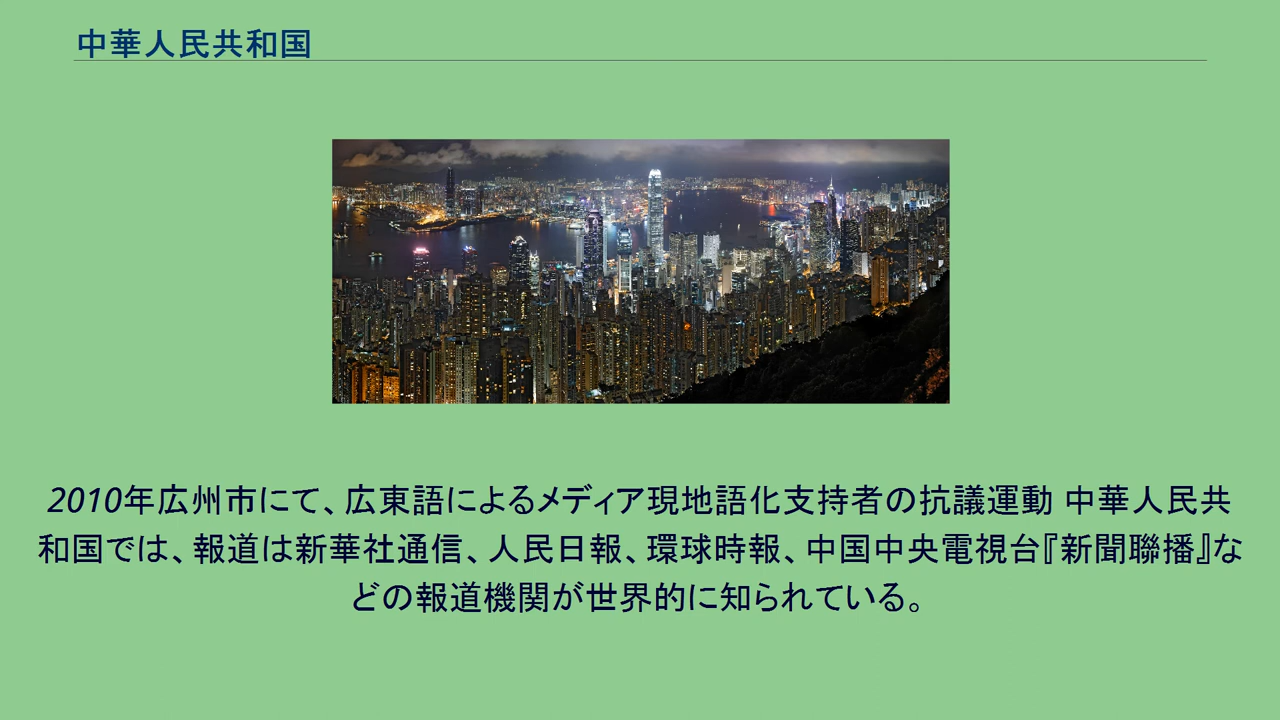 中華人民共和国
2010年広州市にて、広東語によるメディア現地語化支持者の抗議運動 中華人民共
和国では、報道は新華社通信、人民日報、環球時報、中国中央電視台『新聞聯播』な
どの報道機関が世界的に知られている。